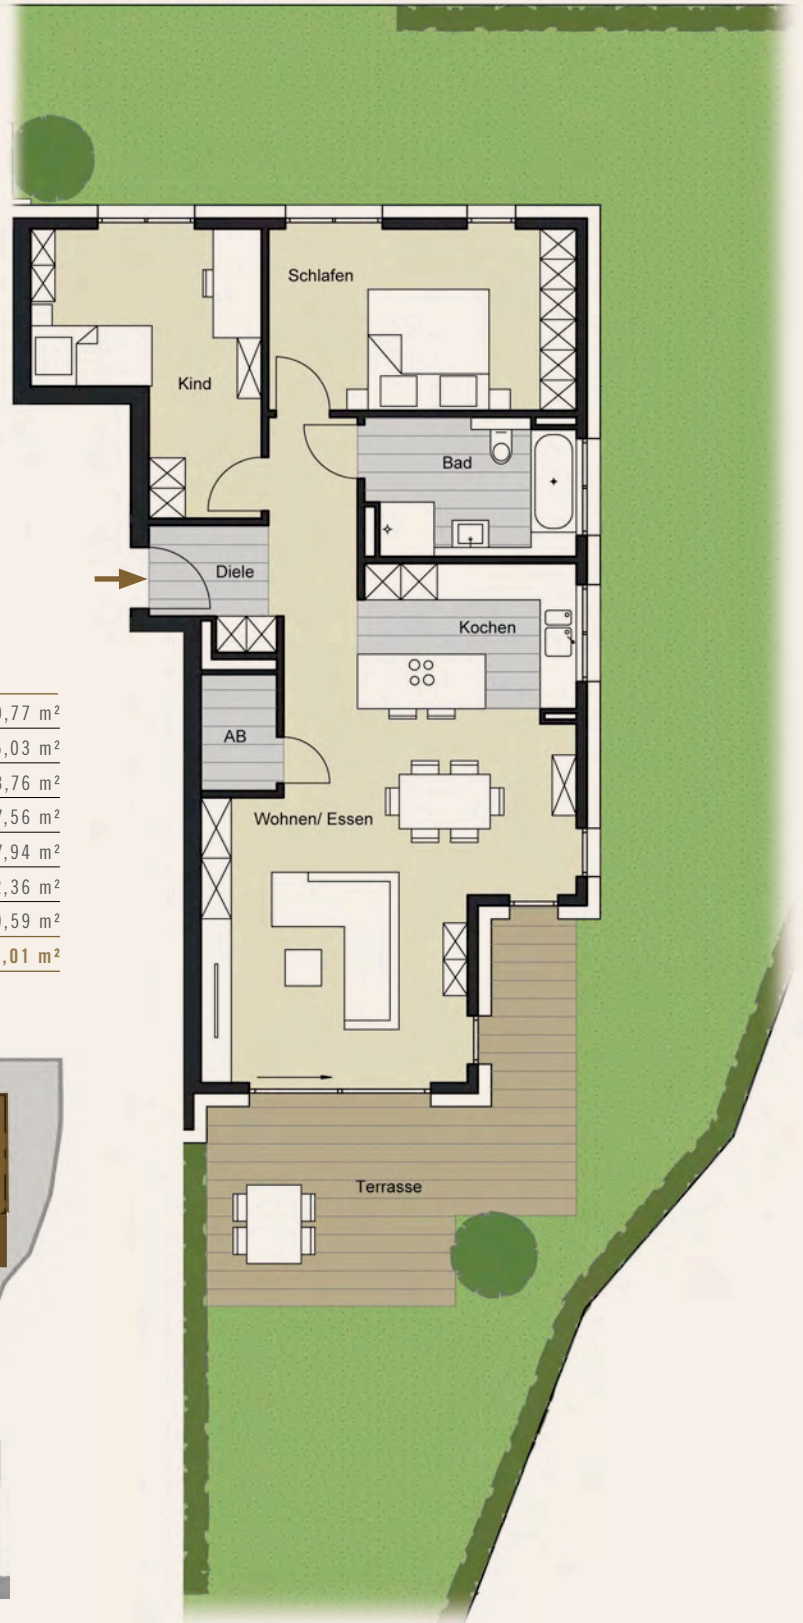 Schlafen
Kind
Bad
Diele
Kochen
AB
Wohnen/ Essen
Terrasse
,77 m²
,03 m²
,76 m²
,56 m²
,94 m²
,36 m²
,59 m²
,01 m²